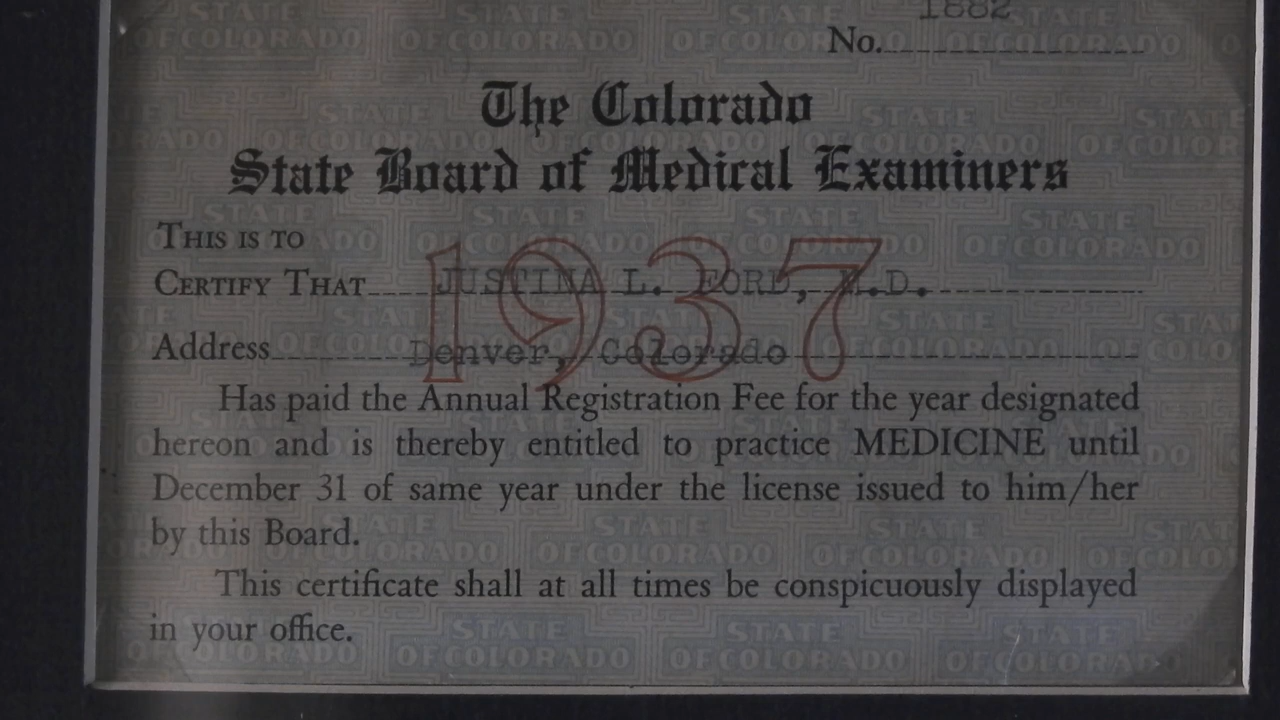 1882
No.
The Colorado
State Board of Medical Examiners
THIS IS TO
CERTIFY THAT JUSTINA L. FORD, M.D.
1937
Address Denver, Colorado
Has paid the Annual Registration Fee for the year designated
hereon and is thereby entitled to practice MEDICINE until
December 31 of same year under the license issued to him/her
by this Board.
This certificate shall at all times be conspicuously displayed
in your office.
STATE
OF COLORADO